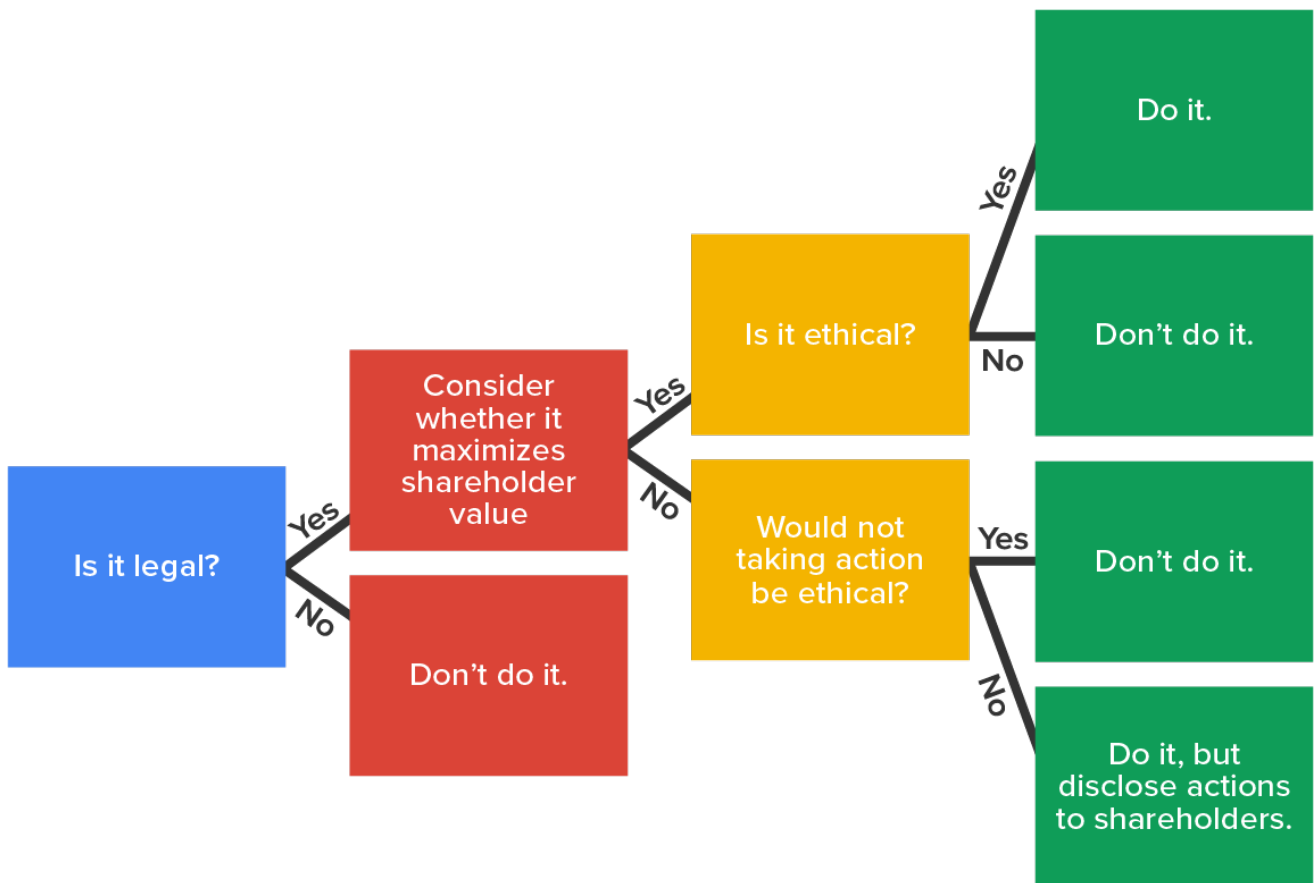 Is it legal?
Yes
No
Consider
whether it
maximizes
shareholder
value
Don’t do it.
Yes
No
Is it ethical?
Would not
taking action
be ethical?
Yes
No
Yes
No
Do it.
Don’t do it.
Don’t do it.
Do it, but
disclose actions
to shareholders.